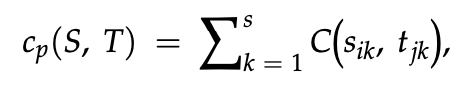 c_p(S, T) = ∑_{k = 1}^{s} C(s_{ik}, t_{jk}),